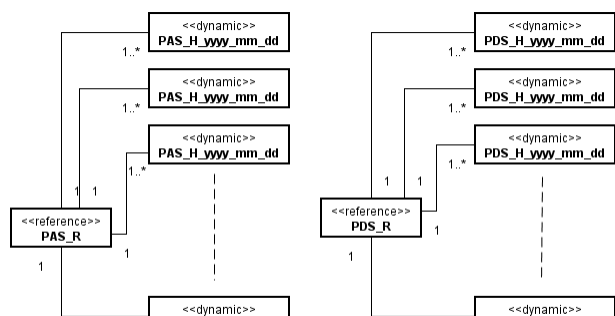 <<dynamic>>
PAS_H_yyyy_mm_dd
1..*
<<dynamic>>
PAS_H_yyyy_mm_dd
1..*
<<dynamic>>
PAS_H_yyyy_mm_dd
1..*
1
1
<<reference>>
PAS_R
1
1
<<dynamic>>
<<dynamic>>
PDS_H_yyyy_mm_dd
1..*
<<dynamic>>
PDS_H_yyyy_mm_dd
1..*
<<dynamic>>
PDS_H_yyyy_mm_dd
1..*
1
1
<<reference>>
PDS_R
1
1
<<dynamic>>